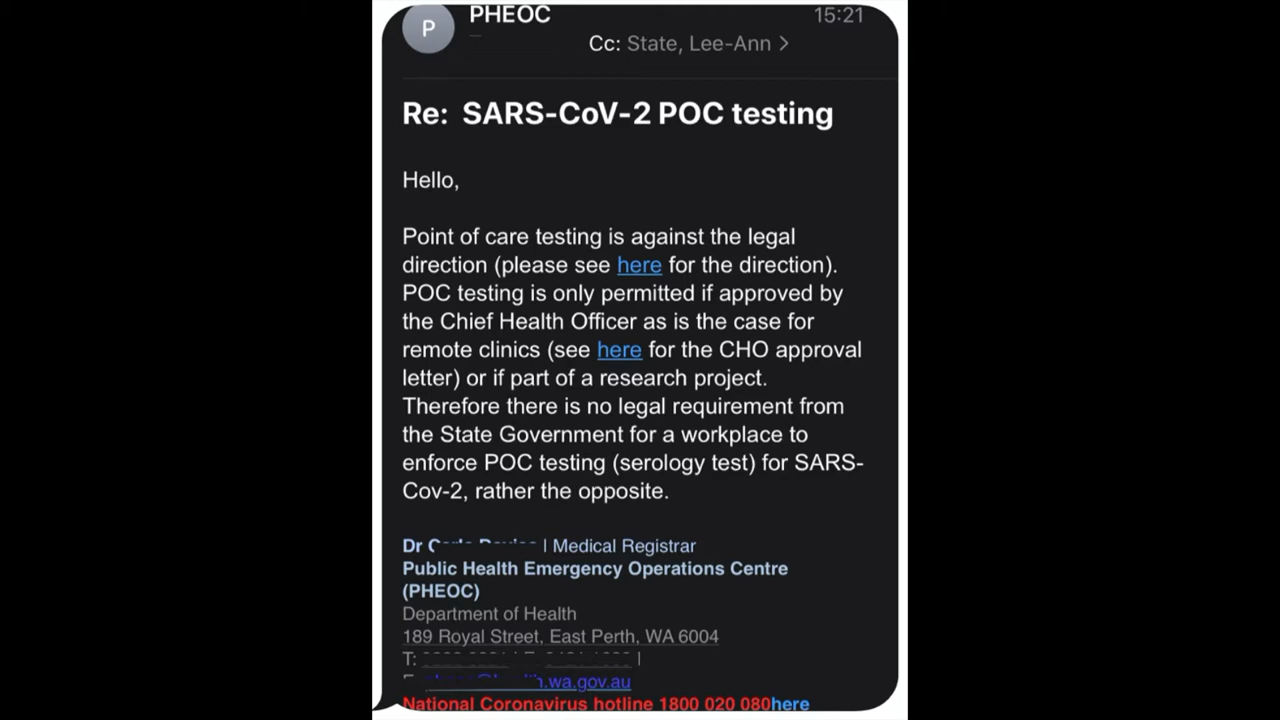 P
PHEOC
15:21
Cc: State, Lee-Ann >
Re: SARS-CoV-2 POC testing
Hello,
Point of care testing is against the legal
direction (please see here for the direction).
POC testing is only permitted if approved by
the Chief Health Officer as is the case for
remote clinics (see here for the CHO approval
letter) or if part of a research project.
Therefore there is no legal requirement from
the State Government for a workplace to
enforce POC testing (serology test) for SARS-
Cov-2, rather the opposite.
Dr | Medical Registrar
Public Health Emergency Operations Centre
(PHEOC)
Department of Health
189 Royal Street, East Perth, WA 6004
T: |
.wa.gov.au
National Coronavirus hotline 1800 020 080here